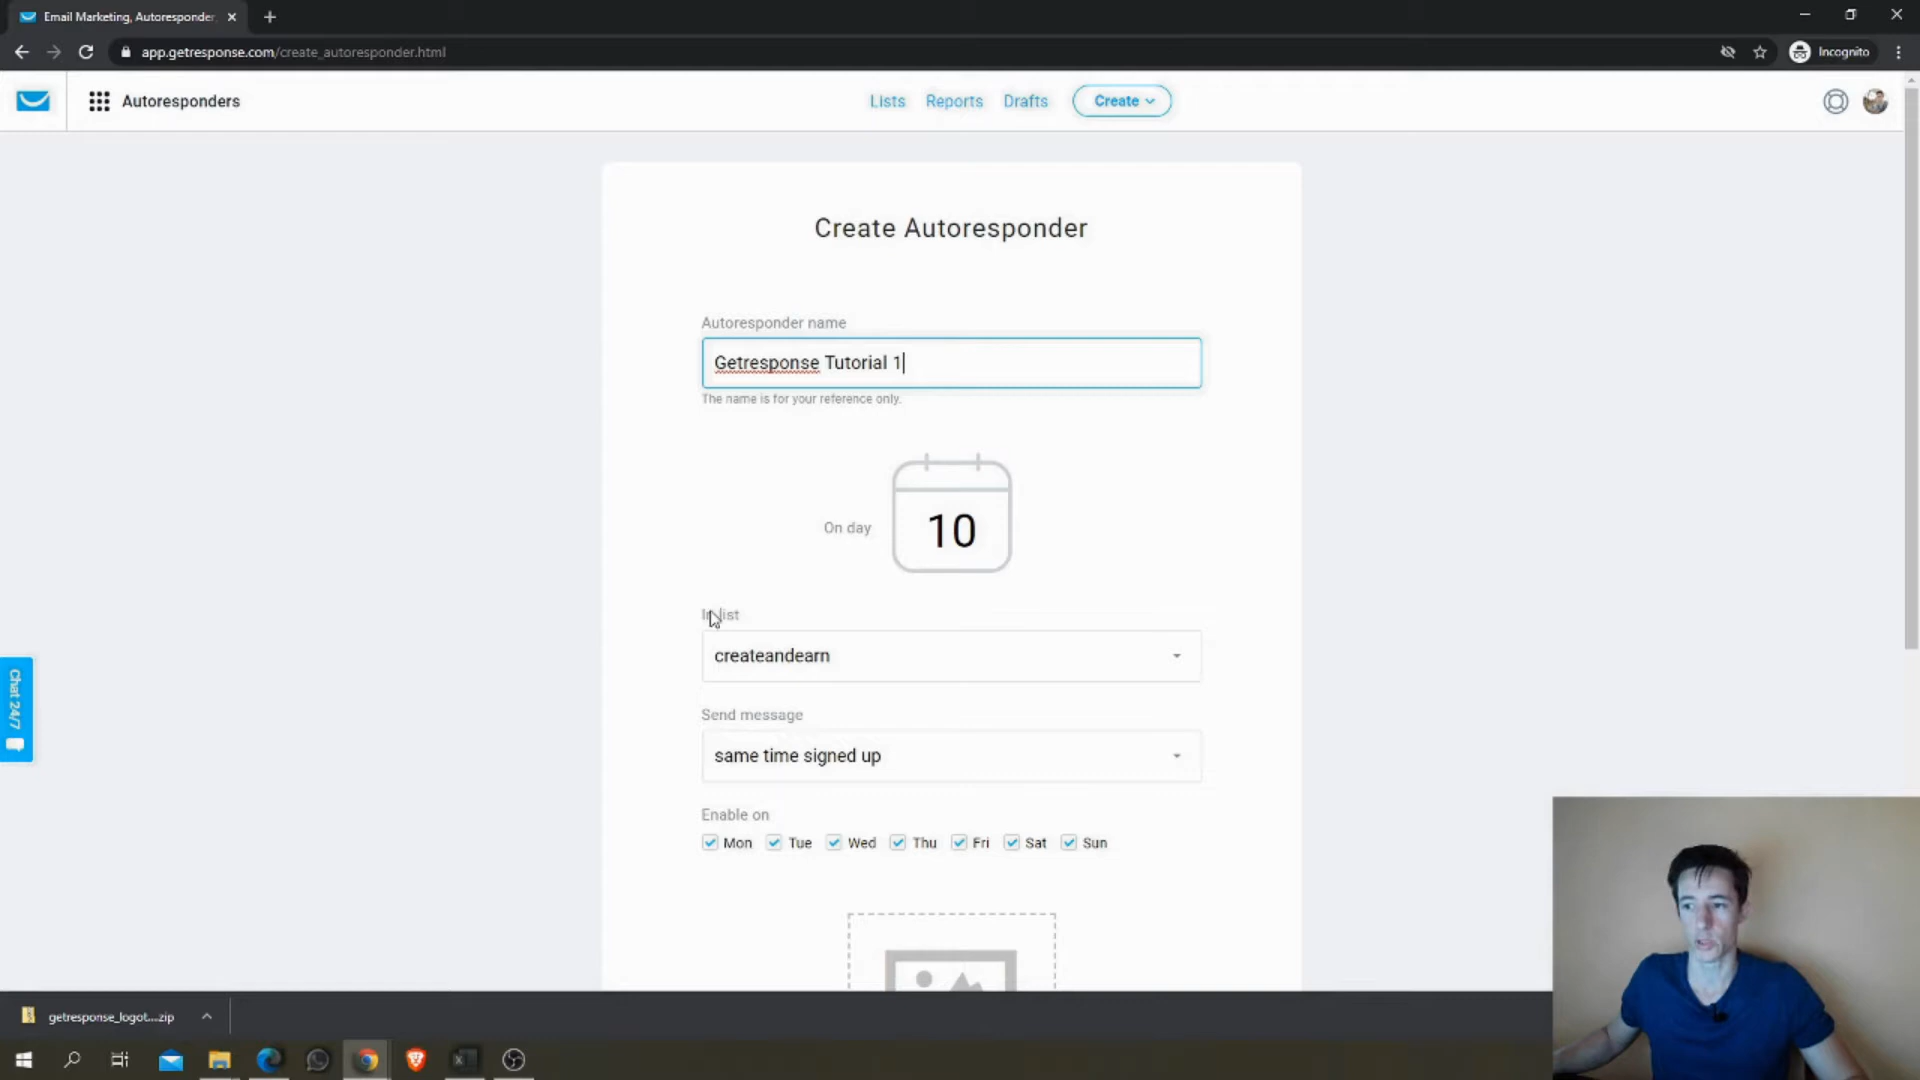 Email Marketing, Autoresponder
app.getresponse.com/create_autoresponder.html
Incognito
Autoresponders
Lists
Reports
Drafts
Create
Create Autoresponder
Autoresponder name
Getresponse Tutorial 1
The name is for your reference only.
On day
10
In list
createandearn
Send message
same time signed up
Enable on
Mon Tue Wed Thu Fri Sat Sun
Chat 24/7
getresponse_logot....zip